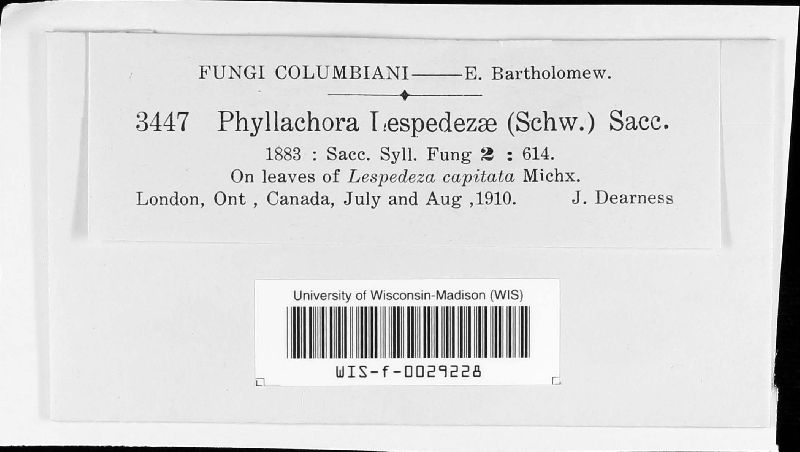 FUNGI COLUMBIANI——E. Bartholomew.
3447 Phyllachora Lespedezæ (Schw.) Sacc.
1883 : Sacc. Syll. Fung 2 : 614.
On leaves of Lespedeza capitata Michx.
London, Ont , Canada, July and Aug ,1910. J. Dearness
University of Wisconsin-Madison (WIS)
WIS-f-0029228